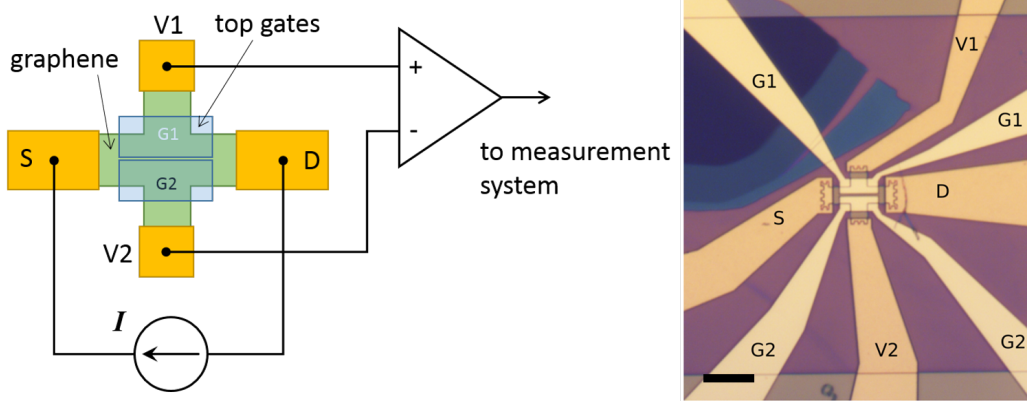 V1
top gates
graphene
+
G1
S
D
G2
-
to measurement
system
V2
I
G1
V1
G1
D
S
G2
V2
G2